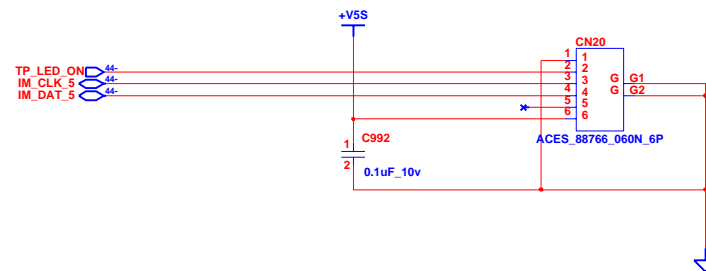 +V5S
CN20
1 1
TP_LED_ON 44- 2 2
IM_CLK_5 44- 3 3 G G1
IM_DAT_5 44- 4 4 G G2
5 5
6 6
ACES_88766_060N_6P
C992
1
2
0.1uF_10v